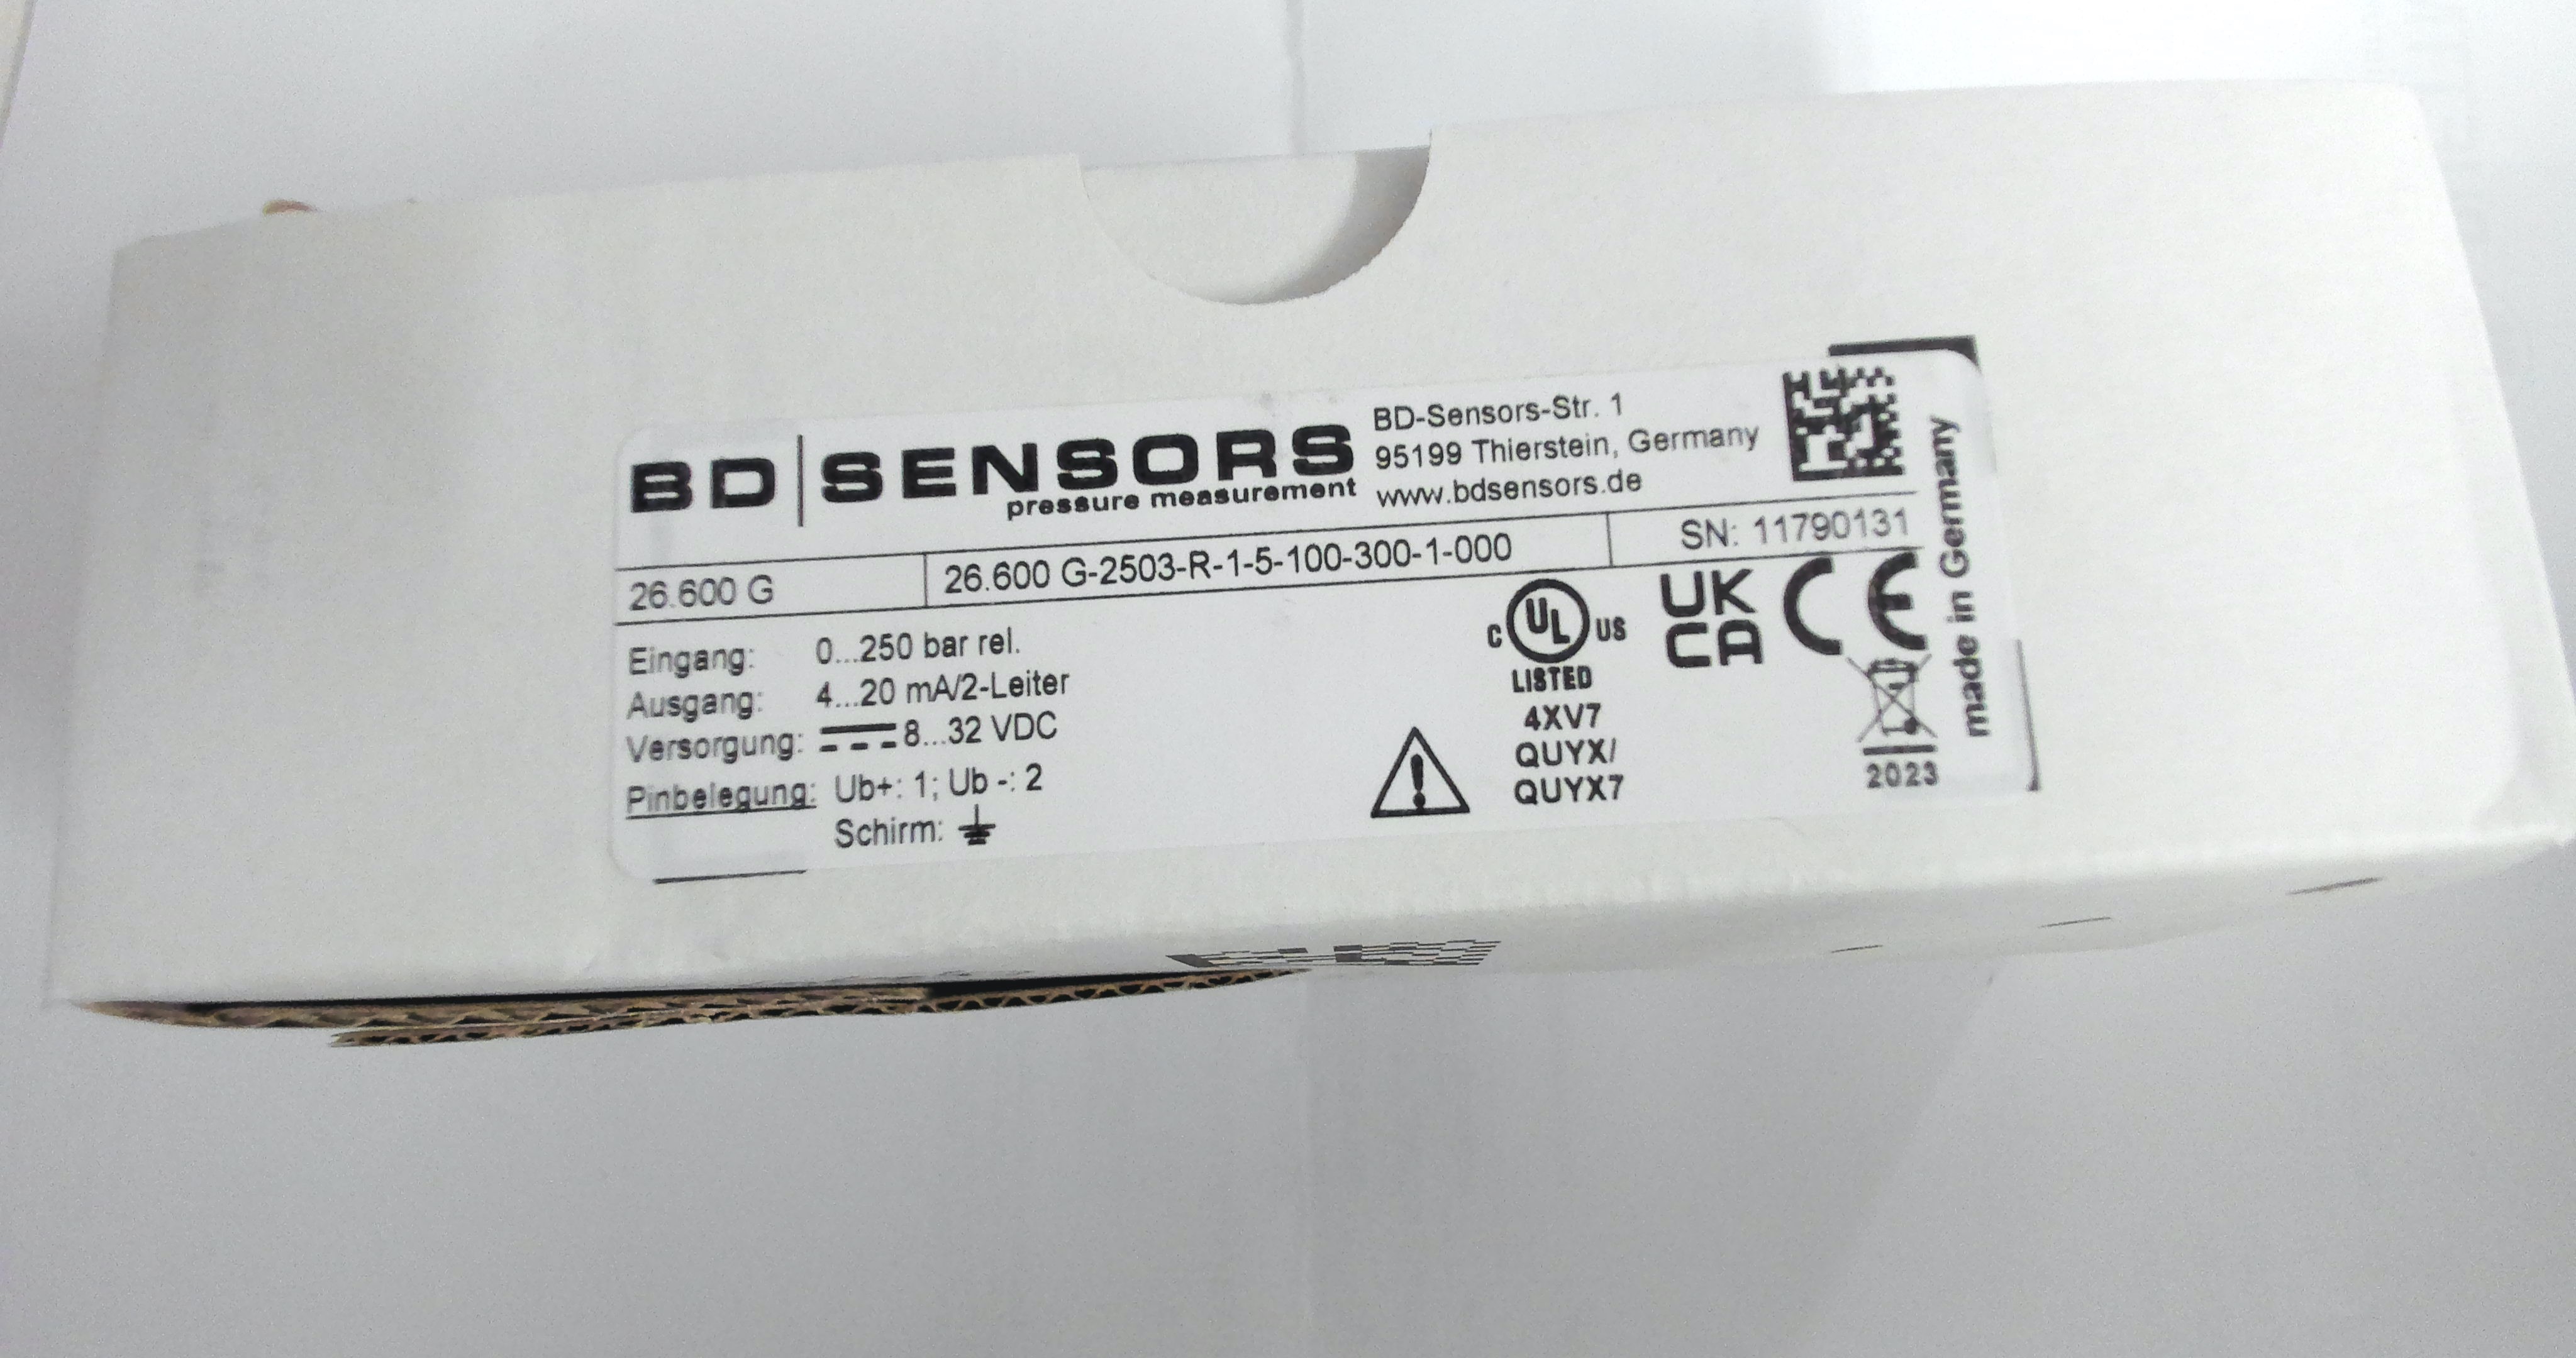 BD|SENSORS
pressure measurement
BD-Sensors-Str. 1
95199 Thierstein, Germany
www.bdsensors.de
26.600 G
26.600 G-2503-R-1-5-100-300-1-000
SN: 11790131
Eingang: 0...250 bar rel.
Ausgang: 4...20 mA/2-Leiter
Versorgung: 8...32 VDC
Pinbelegung: Ub+: 1; Ub -: 2
Schirm:
C UL US
LISTED
4XV7
QUYX/
QUYX7
UK
CA
CE
2023
made in Germany